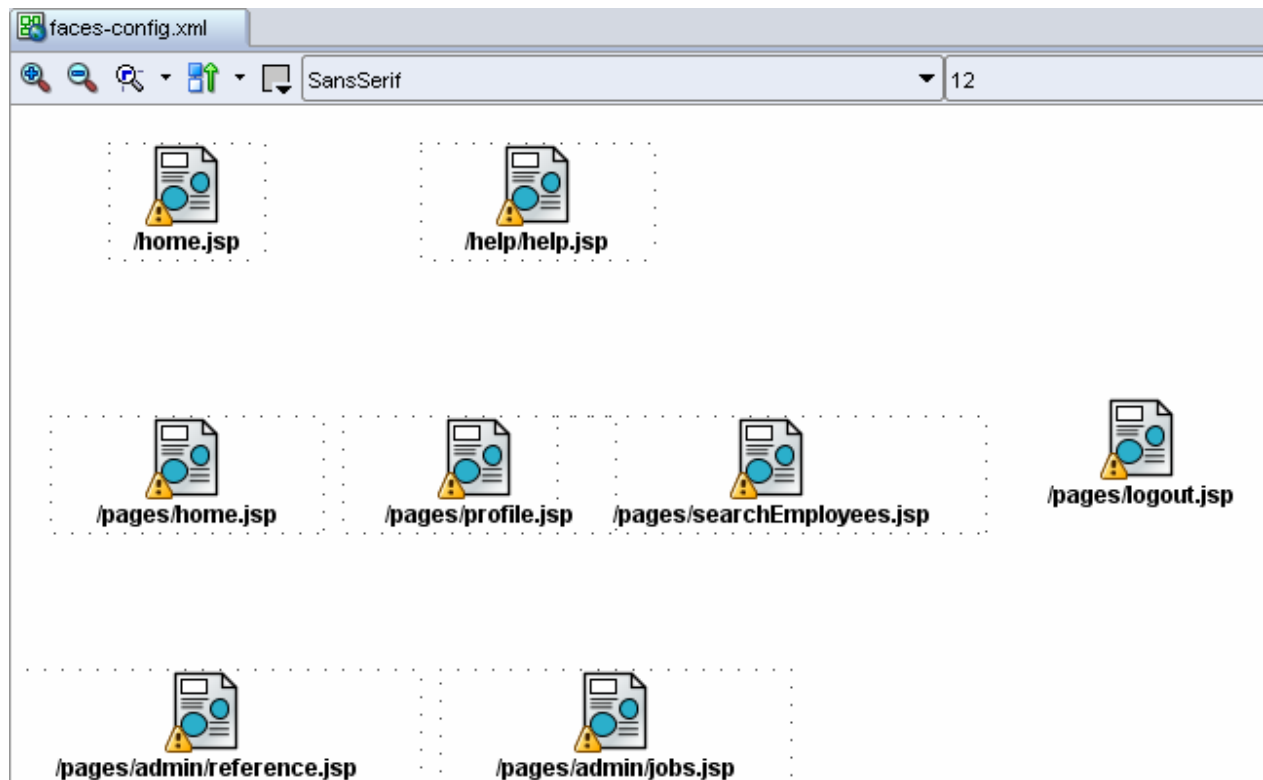 faces-config.xml
SansSerif 12
/home.jsp /help/help.jsp
/pages/logout.jsp
/pages/home.jsp /pages/profile.jsp /pages/searchEmployees.jsp
/pages/admin/reference.jsp /pages/admin/jobs.jsp